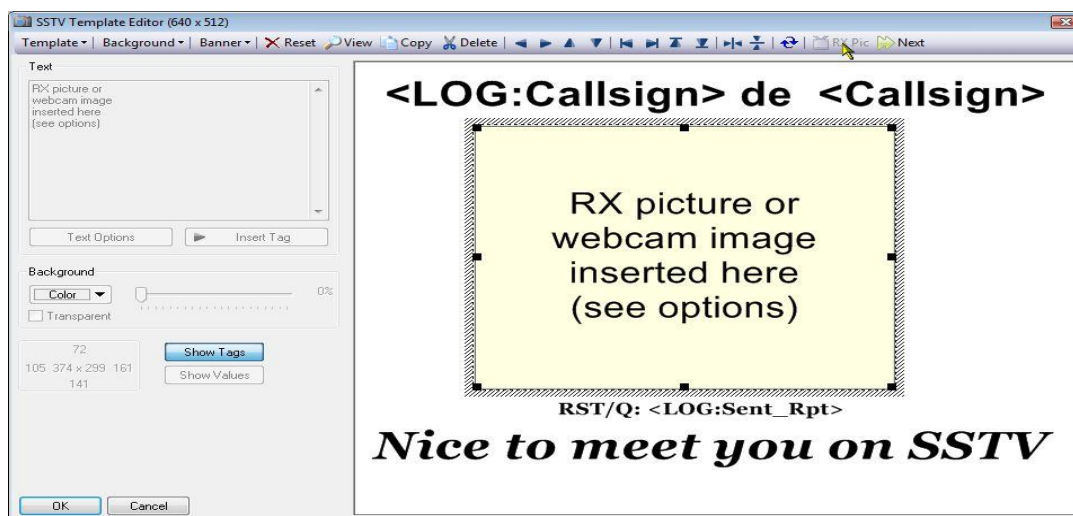 SSTV Template Editor (640 x 512)
Template Background Banner Reset View Copy Delete RX Pic Next
Text
RX picture or
webcam image
inserted here
(see options)
Text Options Insert Tag
Background
Color 0%
Transparent
72
105 374 x 299 161
141
Show Tags
Show Values
OK Cancel
<LOG:Callsign> de <Callsign>
RX picture or
webcam image
inserted here
(see options)
RST/Q: <LOG:Sent_Rpt>
Nice to meet you on SSTV